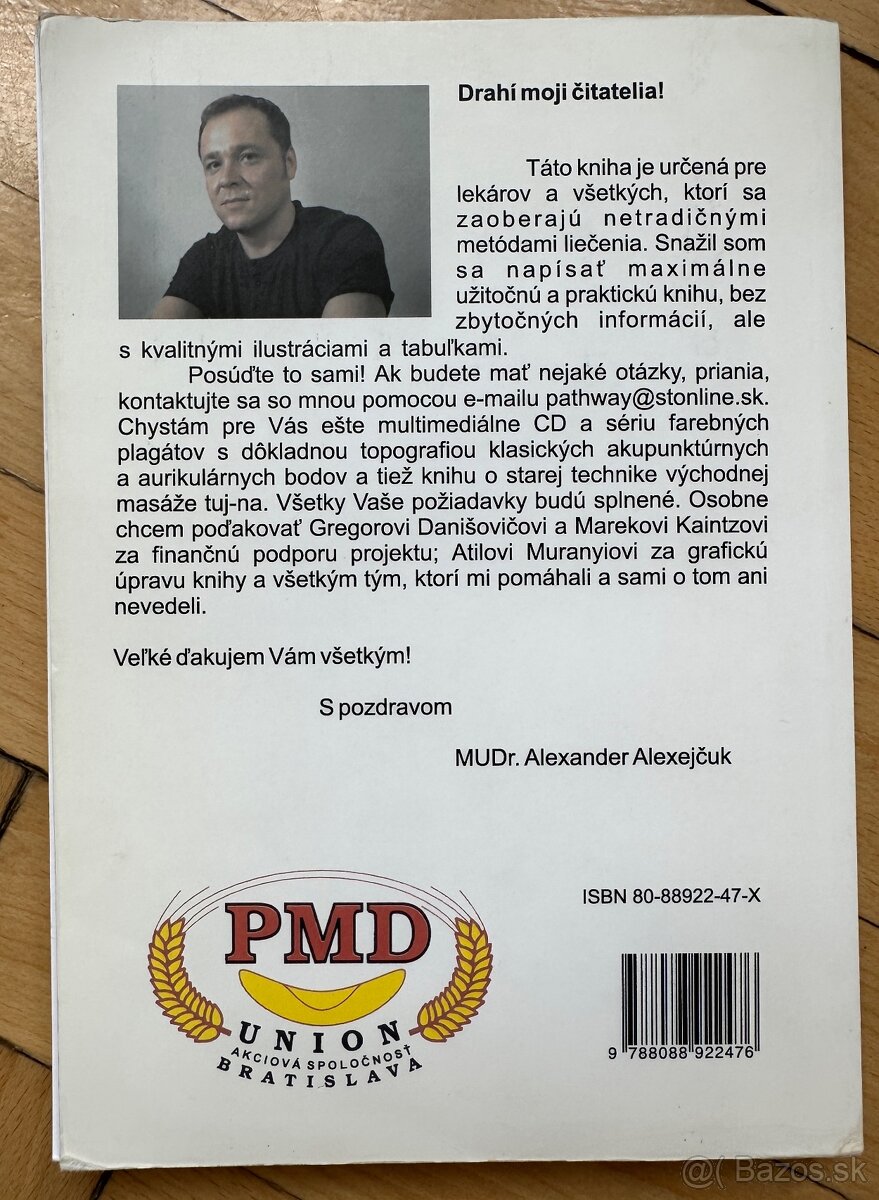 Drahí moji čitatelia!
Táto kniha je určená pre
lekárov a všetkých, ktorí sa
zaoberajú netradičnými
metódami liečenia. Snažil som
sa napísať maximálne
užitočnú a praktickú knihu, bez
zbytočných informácií, ale
s kvalitnými ilustráciami a tabuľkami.
Posúďte to sami! Ak budete mať nejaké otázky, priania,
kontaktujte sa so mnou pomocou e-mailu pathway@stonline.sk.
Chystám pre Vás ešte multimediálne CD a sériu farebných
plagátov s dôkladnou topografiou klasických akupunktúrnych
a aurikulárnych bodov a tiež knihu o starej technike východnej
masáže tuj-na. Všetky Vaše požiadavky budú splnené. Osobne
chcem poďakovať Gregorovi Danišovičovi a Marekovi Kaintzovi
za finančnú podporu projektu; Atilovi Muranyiovi za grafickú
úpravu knihy a všetkým tým, ktorí mi pomáhali a sami o tom ani
nevedeli.
Veľké ďakujem Vám všetkým!
S pozdravom
MUDr. Alexander Alexejčuk
PMD
UNION
AKCIOVÁ SPOLOČNOSŤ
BRATISLAVA
ISBN 80-88922-47-X
9 788088 922476
@( Bazos.sk